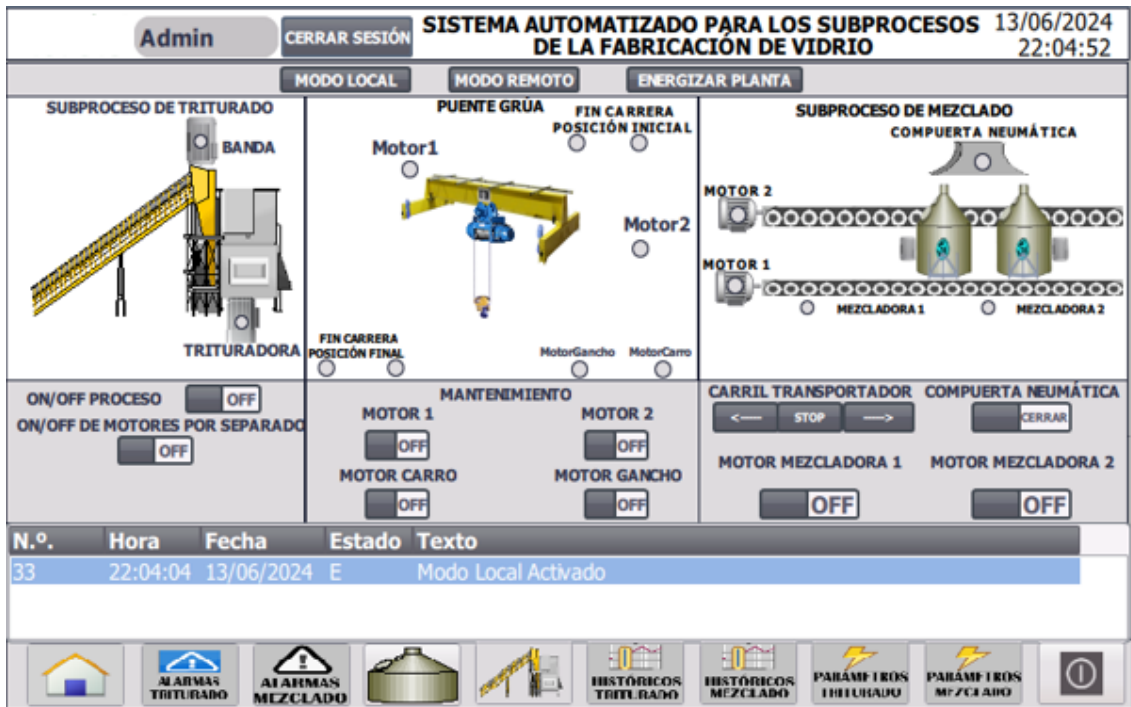 Admin
CERRAR SESIÓN
SISTEMA AUTOMATIZADO PARA LOS SUBPROCESOS
DE LA FABRICACIÓN DE VIDRIO
13/06/2024
22:04:52
MODO LOCAL
MODO REMOTO
ENERGIZAR PLANTA
SUBPROCESO DE TRITURADO
BANDA
TRITURADORA
PUENTE GRÚA
FIN CARRERA
POSICIÓN INICIAL
Motor1
Motor2
FIN CARRERA
POSICIÓN FINAL
MotorGancho
MotorCarro
SUBPROCESO DE MEZCLADO
COMPUERTA NEUMÁTICA
MOTOR 2
MOTOR 1
MEZCLADORA 1
MEZCLADORA 2
ON/OFF PROCESO
OFF
ON/OFF DE MOTORES POR SEPARADO
OFF
MANTENIMIENTO
MOTOR 1
MOTOR 2
OFF
OFF
MOTOR CARRO
MOTOR GANCHO
OFF
OFF
CARRIL TRANSPORTADOR
COMPUERTA NEUMÁTICA
<----
STOP
---->
CERRAR
MOTOR MEZCLADORA 1
MOTOR MEZCLADORA 2
OFF
OFF
N.º. Hora Fecha Estado Texto
33 22:04:04 13/06/2024 E Modo Local Activado
ALARMAS
TRITURADO
ALARMAS
MEZCLADO
HISTÓRICOS
TRITURADO
HISTÓRICOS
MEZCLADO
PARÁMETROS
TRITURADO
PARÁMETROS
MEZCLADO